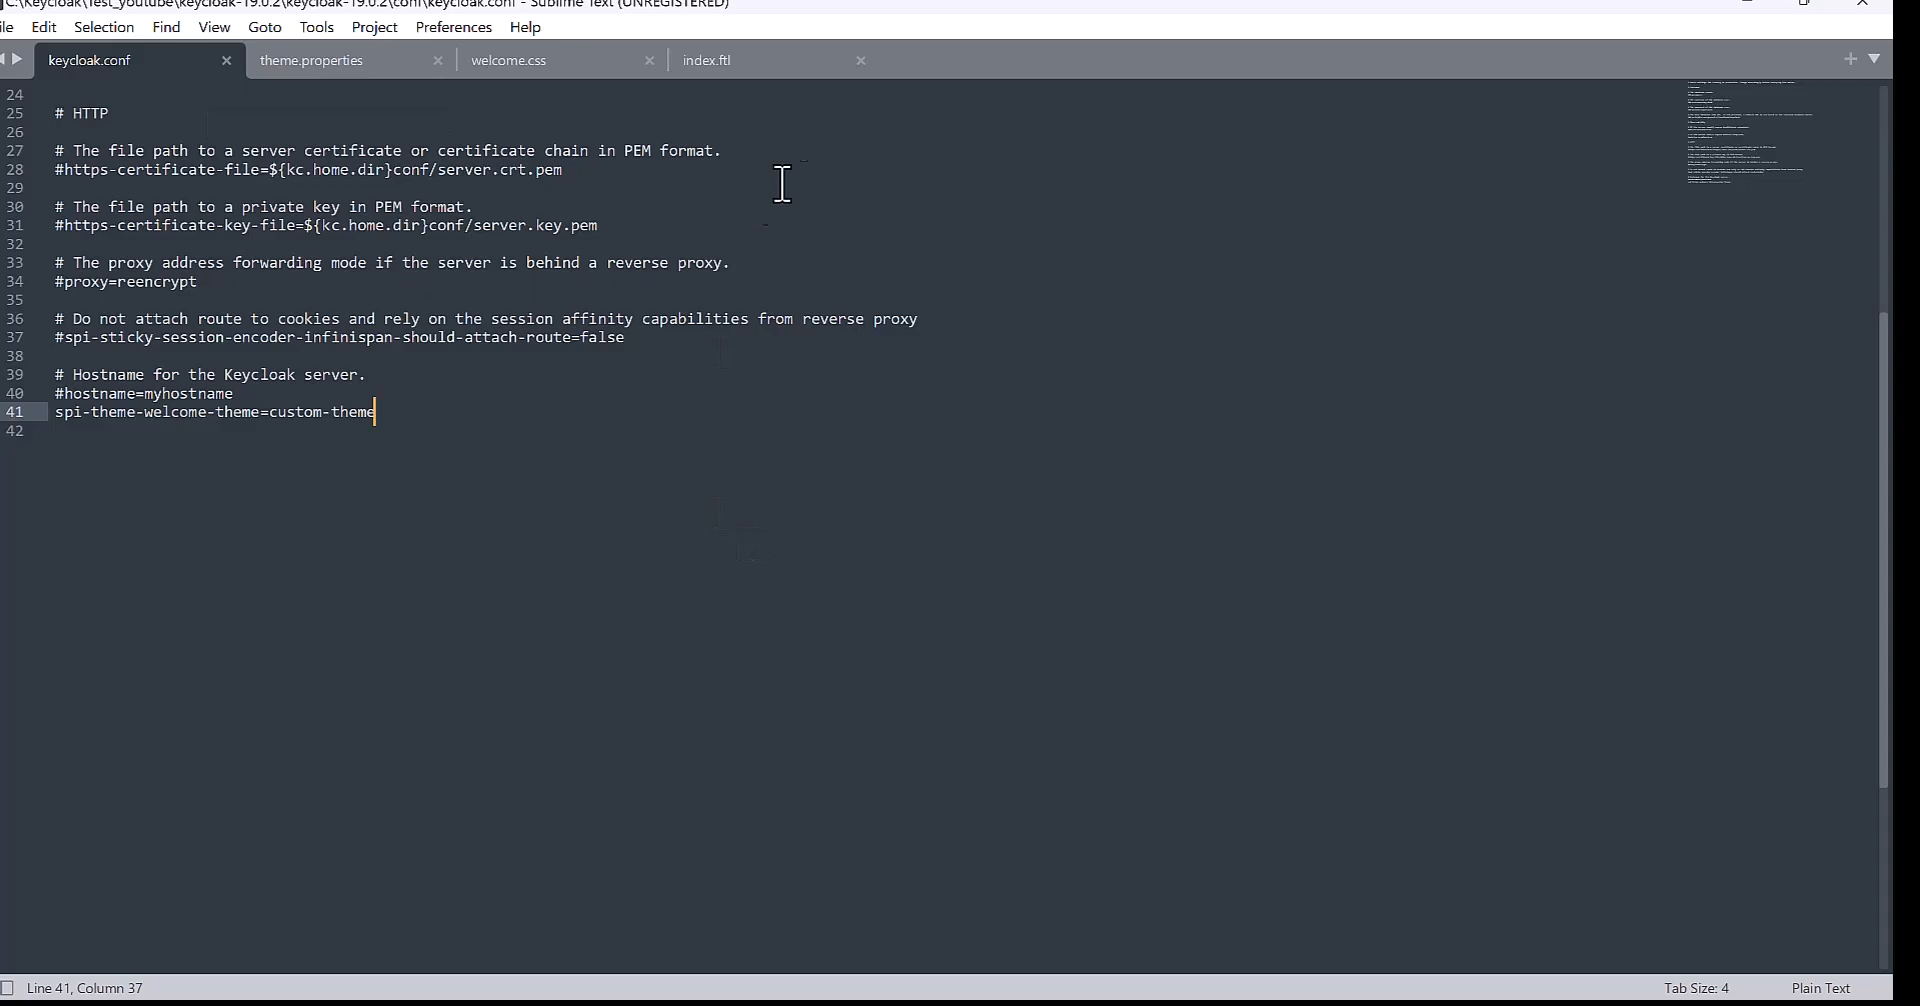 C:\Keycloak\Test_youtube\keycloak-19.0.2\keycloak-19.0.2\conf\keycloak.conf - Sublime Text (UNREGISTERED)
ile Edit Selection Find View Goto Tools Project Preferences Help
keycloak.conf theme.properties welcome.css index.ftl
24
25 # HTTP
26
27 # The file path to a server certificate or certificate chain in PEM format.
28 #https-certificate-file=${kc.home.dir}conf/server.crt.pem
29
30 # The file path to a private key in PEM format.
31 #https-certificate-key-file=${kc.home.dir}conf/server.key.pem
32
33 # The proxy address forwarding mode if the server is behind a reverse proxy.
34 #proxy=reencrypt
35
36 # Do not attach route to cookies and rely on the session affinity capabilities from reverse proxy
37 #spi-sticky-session-encoder-infinispan-should-attach-route=false
38
39 # Hostname for the Keycloak server.
40 #hostname=myhostname
41 spi-theme-welcome-theme=custom-theme
42
Line 41, Column 37 Tab Size: 4 Plain Text